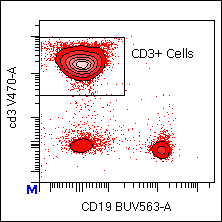 CD3+ Cells
cd3 V470-A
M
CD19 BUV563-A